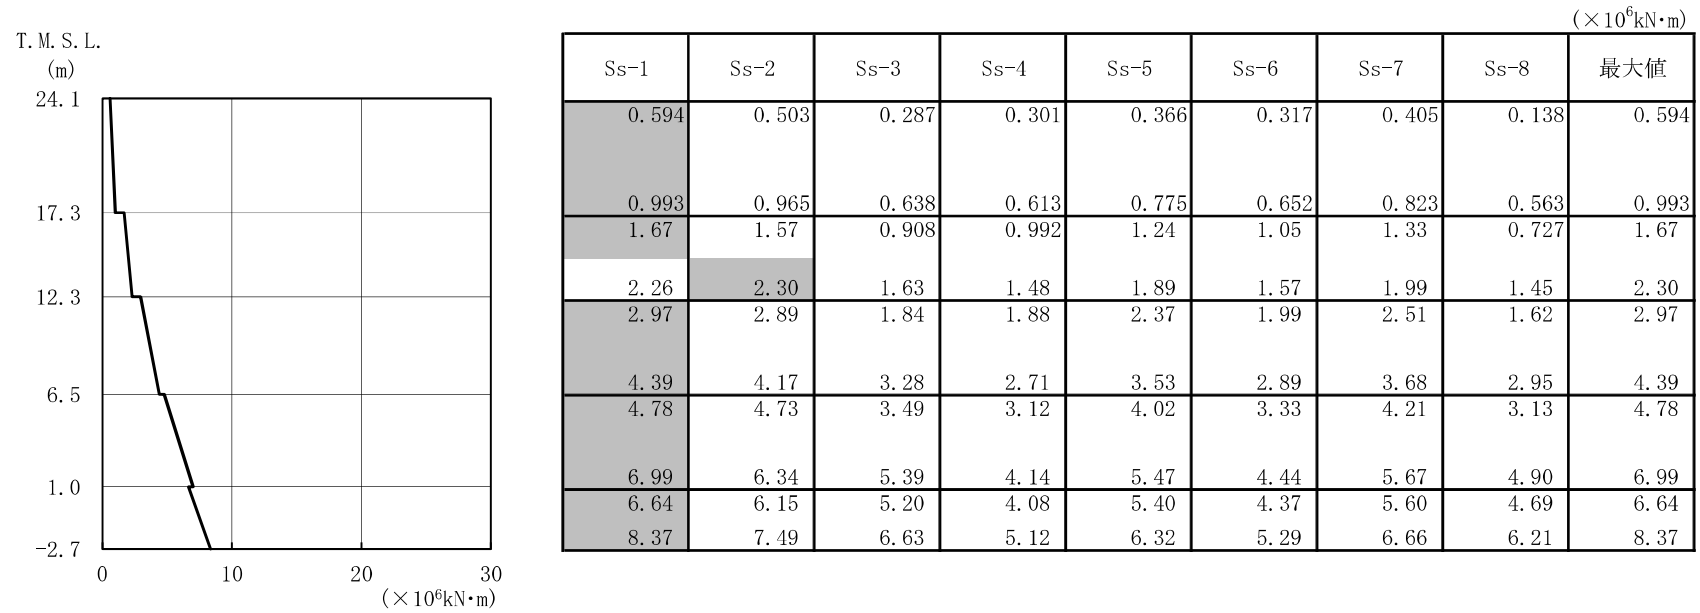 (×10⁶kN・m)
T.M.S.L.
(m)
Ss-1 Ss-2 Ss-3 Ss-4 Ss-5 Ss-6 Ss-7 Ss-8 最大値
24.1
0.594 0.503 0.287 0.301 0.366 0.317 0.405 0.138 0.594
0.993 0.965 0.638 0.613 0.775 0.652 0.823 0.563 0.993
17.3
1.67 1.57 0.908 0.992 1.24 1.05 1.33 0.727 1.67
2.26 2.30 1.63 1.48 1.89 1.57 1.99 1.45 2.30
12.3
2.97 2.89 1.84 1.88 2.37 1.99 2.51 1.62 2.97
4.39 4.17 3.28 2.71 3.53 2.89 3.68 2.95 4.39
6.5
4.78 4.73 3.49 3.12 4.02 3.33 4.21 3.13 4.78
6.99 6.34 5.39 4.14 5.47 4.44 5.67 4.90 6.99
1.0
6.64 6.15 5.20 4.08 5.40 4.37 5.60 4.69 6.64
8.37 7.49 6.63 5.12 6.32 5.29 6.66 6.21 8.37
-2.7
0 10 20 30
(×10⁶kN・m)